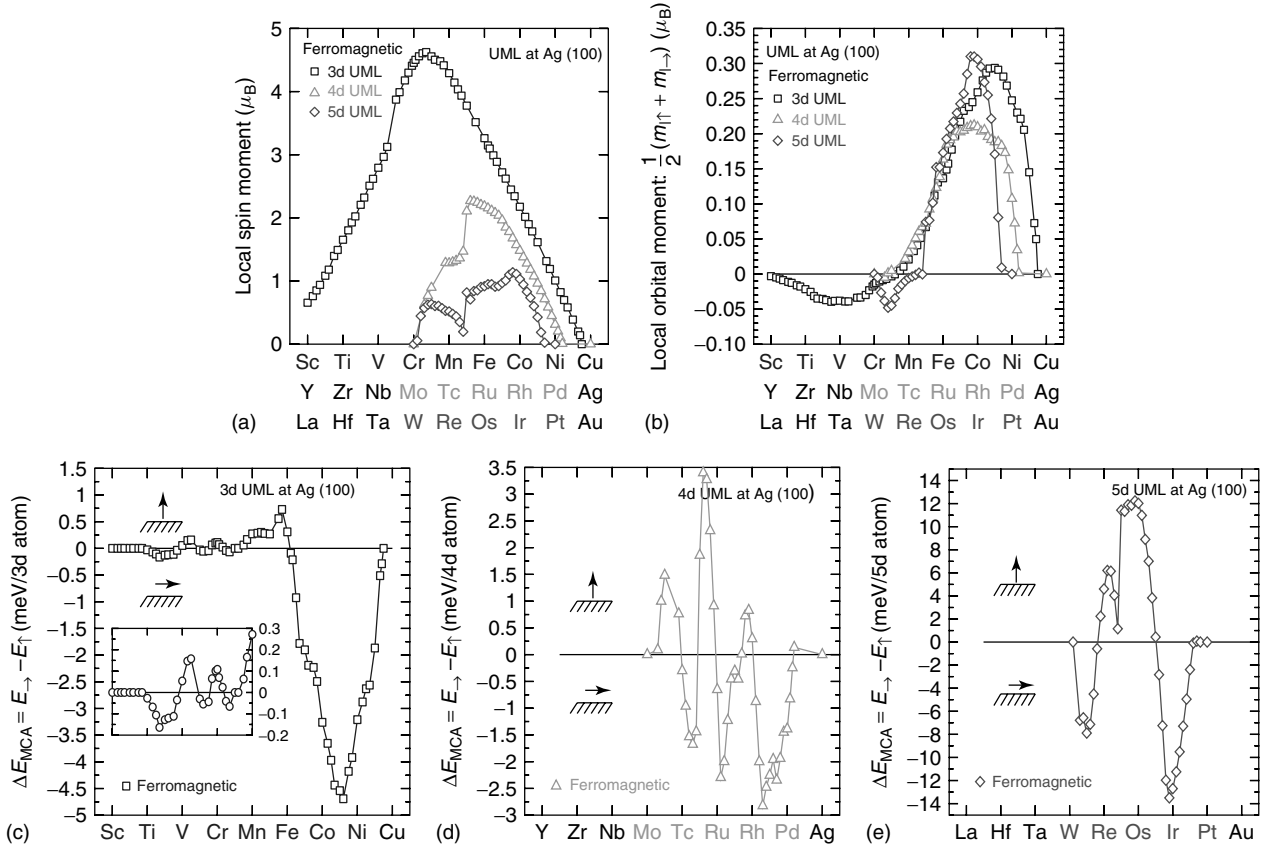 Local spin moment (μB)
5
4
3
2
1
0
Ferromagnetic
3d UML
4d UML
5d UML
UML at Ag (100)
Sc Ti V Cr Mn Fe Co Ni Cu
Y Zr Nb Mo Tc Ru Rh Pd Ag
La Hf Ta W Re Os Ir Pt Au
(a)
Local orbital moment: 1/2 (ml↑ + ml→) (μB)
0.35
0.30
0.25
0.20
0.15
0.10
0.05
0
−0.05
−0.10
UML at Ag (100)
Ferromagnetic
3d UML
4d UML
5d UML
Sc Ti V Cr Mn Fe Co Ni Cu
Y Zr Nb Mo Tc Ru Rh Pd Ag
La Hf Ta W Re Os Ir Pt Au
(b)
ΔEMCA = E→ −E↑ (meV/3d atom)
1.5
1
0.5
0
−0.5
−1
−1.5
−2
−2.5
−3
−3.5
−4
−4.5
−5
3d UML at Ag (100)
0.3
0.2
0.1
0
−0.1
−0.2
Ferromagnetic
Sc Ti V Cr Mn Fe Co Ni Cu
(c)
ΔEMCA = E→ −E↑ (meV/4d atom)
3.5
3
2.5
2
1.5
1
0.5
0
−0.5
−1
−1.5
−2
−2.5
−3
4d UML at Ag (100)
Ferromagnetic
Y Zr Nb Mo Tc Ru Rh Pd Ag
(d)
ΔEMCA = E→ −E↑ (meV/5d atom)
14
12
10
8
6
4
2
0
−2
−4
−6
−8
−10
−12
−14
5d UML at Ag (100)
Ferromagnetic
La Hf Ta W Re Os Ir Pt Au
(e)